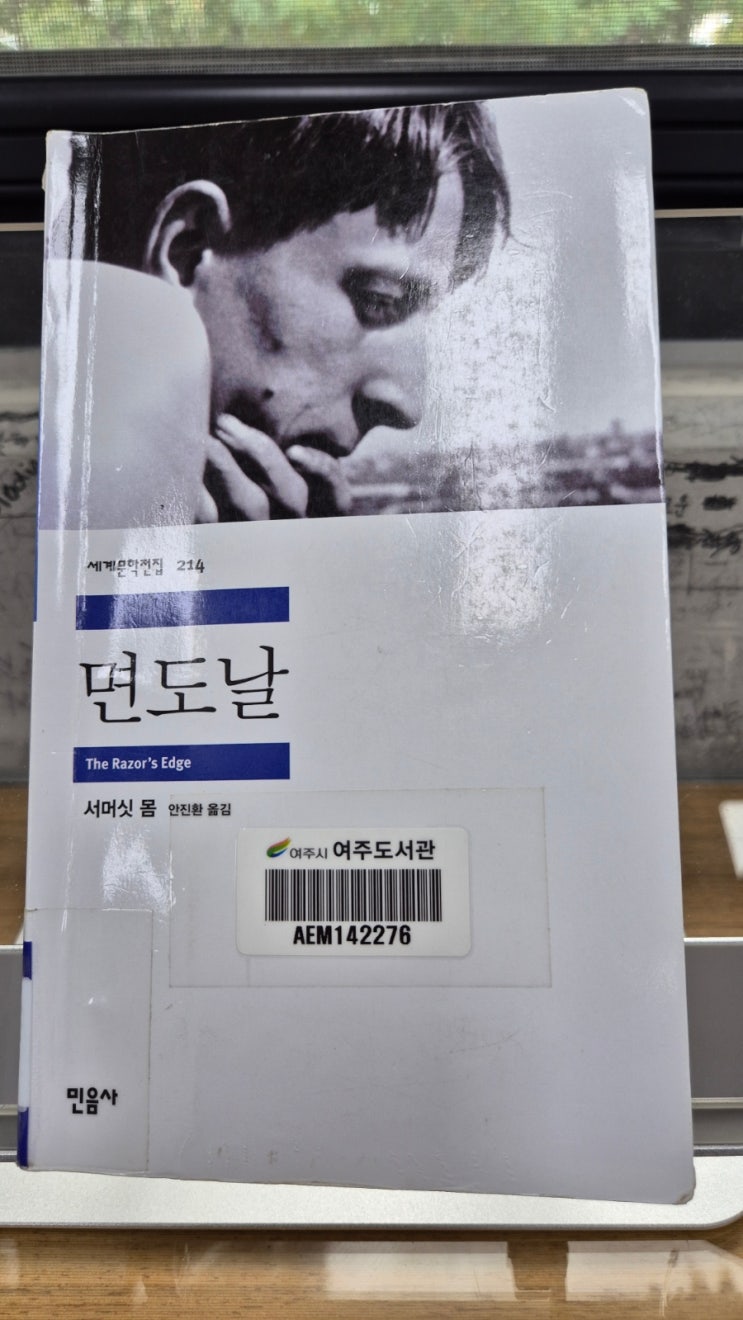 세계문학전집 214
면도날
The Razor's Edge
서머싯 몸 안진환 옮김
여주시 여주도서관
AEM142276
민음사